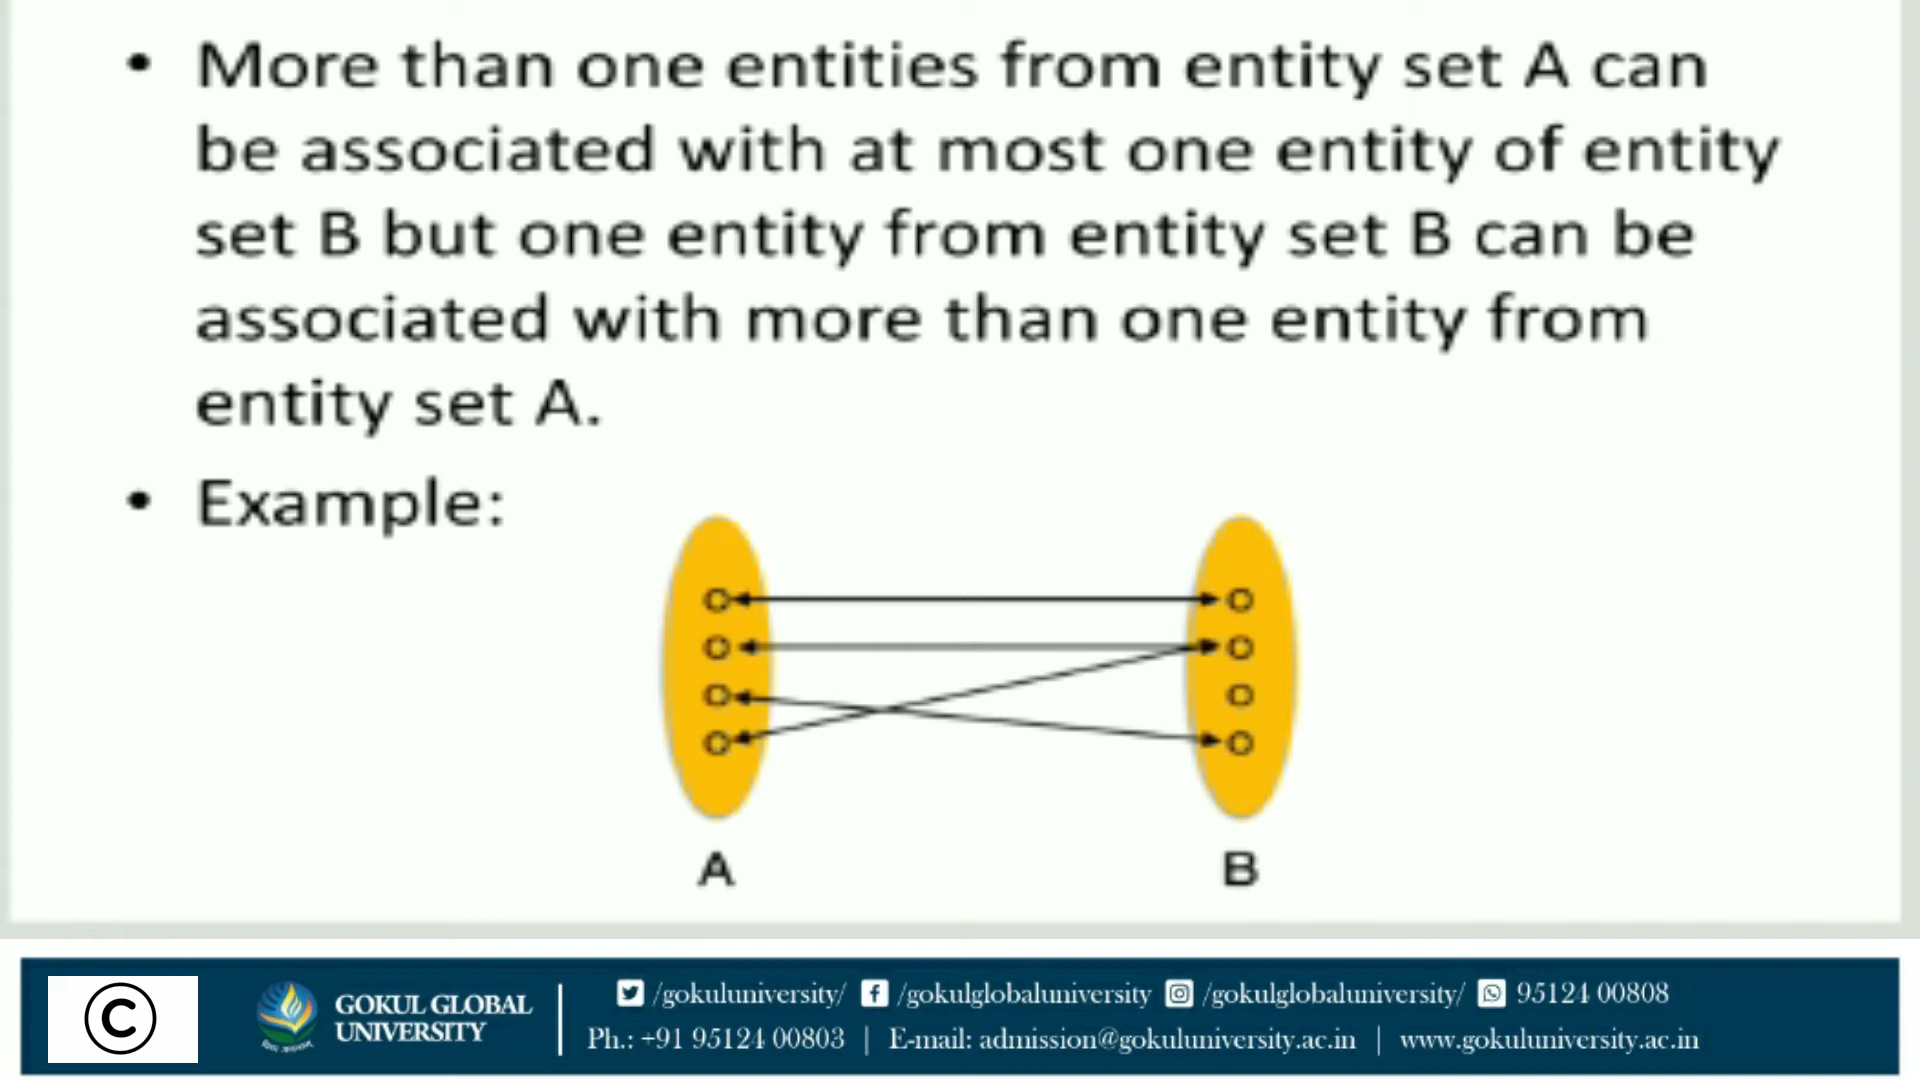 • More than one entities from entity set A can
be associated with at most one entity of entity
set B but one entity from entity set B can be
associated with more than one entity from
entity set A.
• Example:
A B
© GOKUL GLOBAL
UNIVERSITY
/gokuluniversity/ /gokulglobaluniversity /gokulglobaluniversity/ 95124 00808
Ph.: +91 95124 00803 | E-mail: admission@gokuluniversity.ac.in | www.gokuluniversity.ac.in